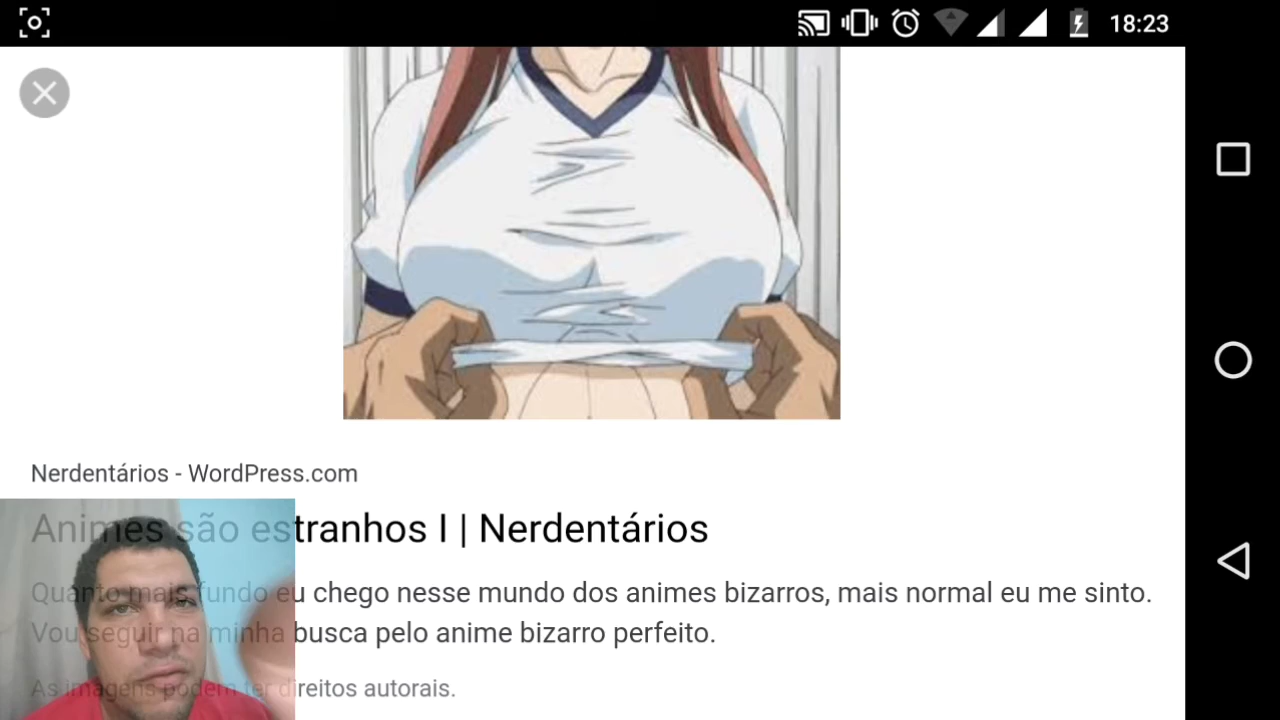 18:23
Nerdentários - WordPress.com
Animes são estranhos I | Nerdentários
Quanto mais fundo eu chego nesse mundo dos animes bizarros, mais normal eu me sinto.
Vou seguir na minha busca pelo anime bizarro perfeito.
As imagens podem ter direitos autorais.